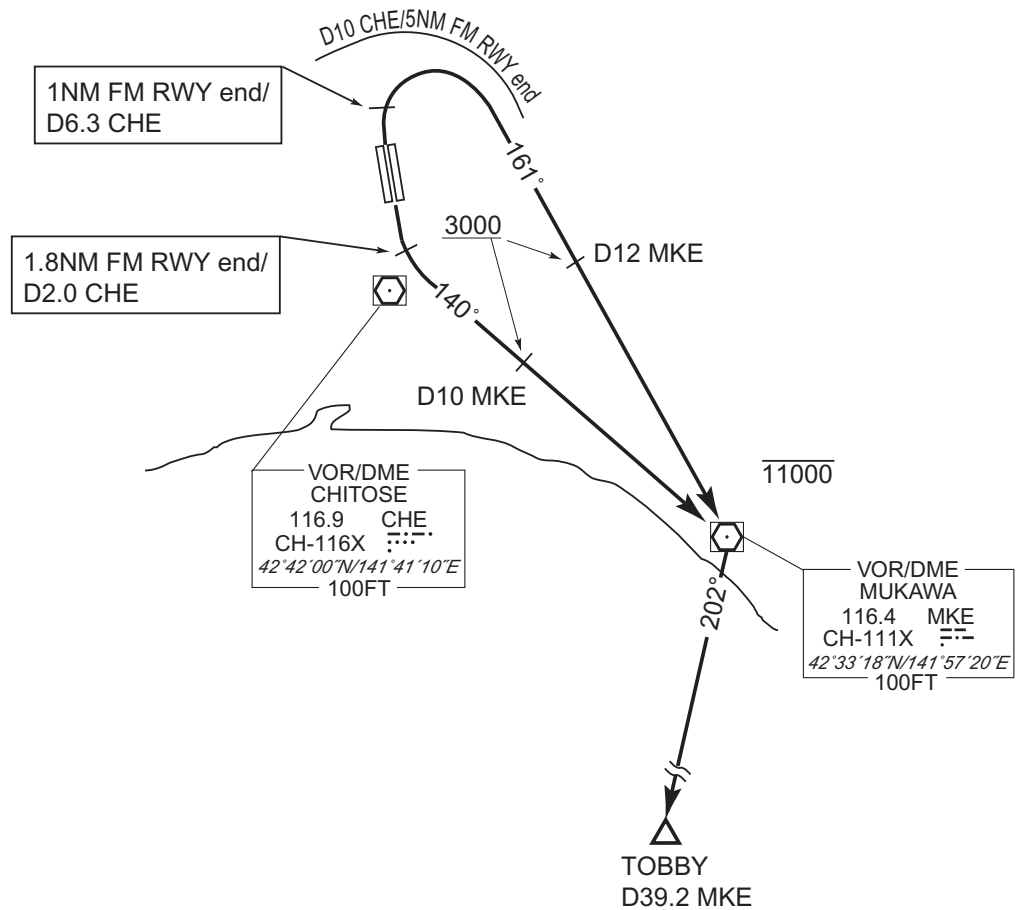 D10 CHE/5NM FM RWY end
1NM FM RWY end/
D6.3 CHE
161°
3000
D12 MKE
1.8NM FM RWY end/
D2.0 CHE
140°
D10 MKE
11000
VOR/DME
CHITOSE
116.9 CHE
CH-116X
42°42´00˝N/141°41´10˝E
100FT
VOR/DME
MUKAWA
116.4 MKE
CH-111X
42°33´18˝N/141°57´20˝E
100FT
202°
TOBBY
D39.2 MKE